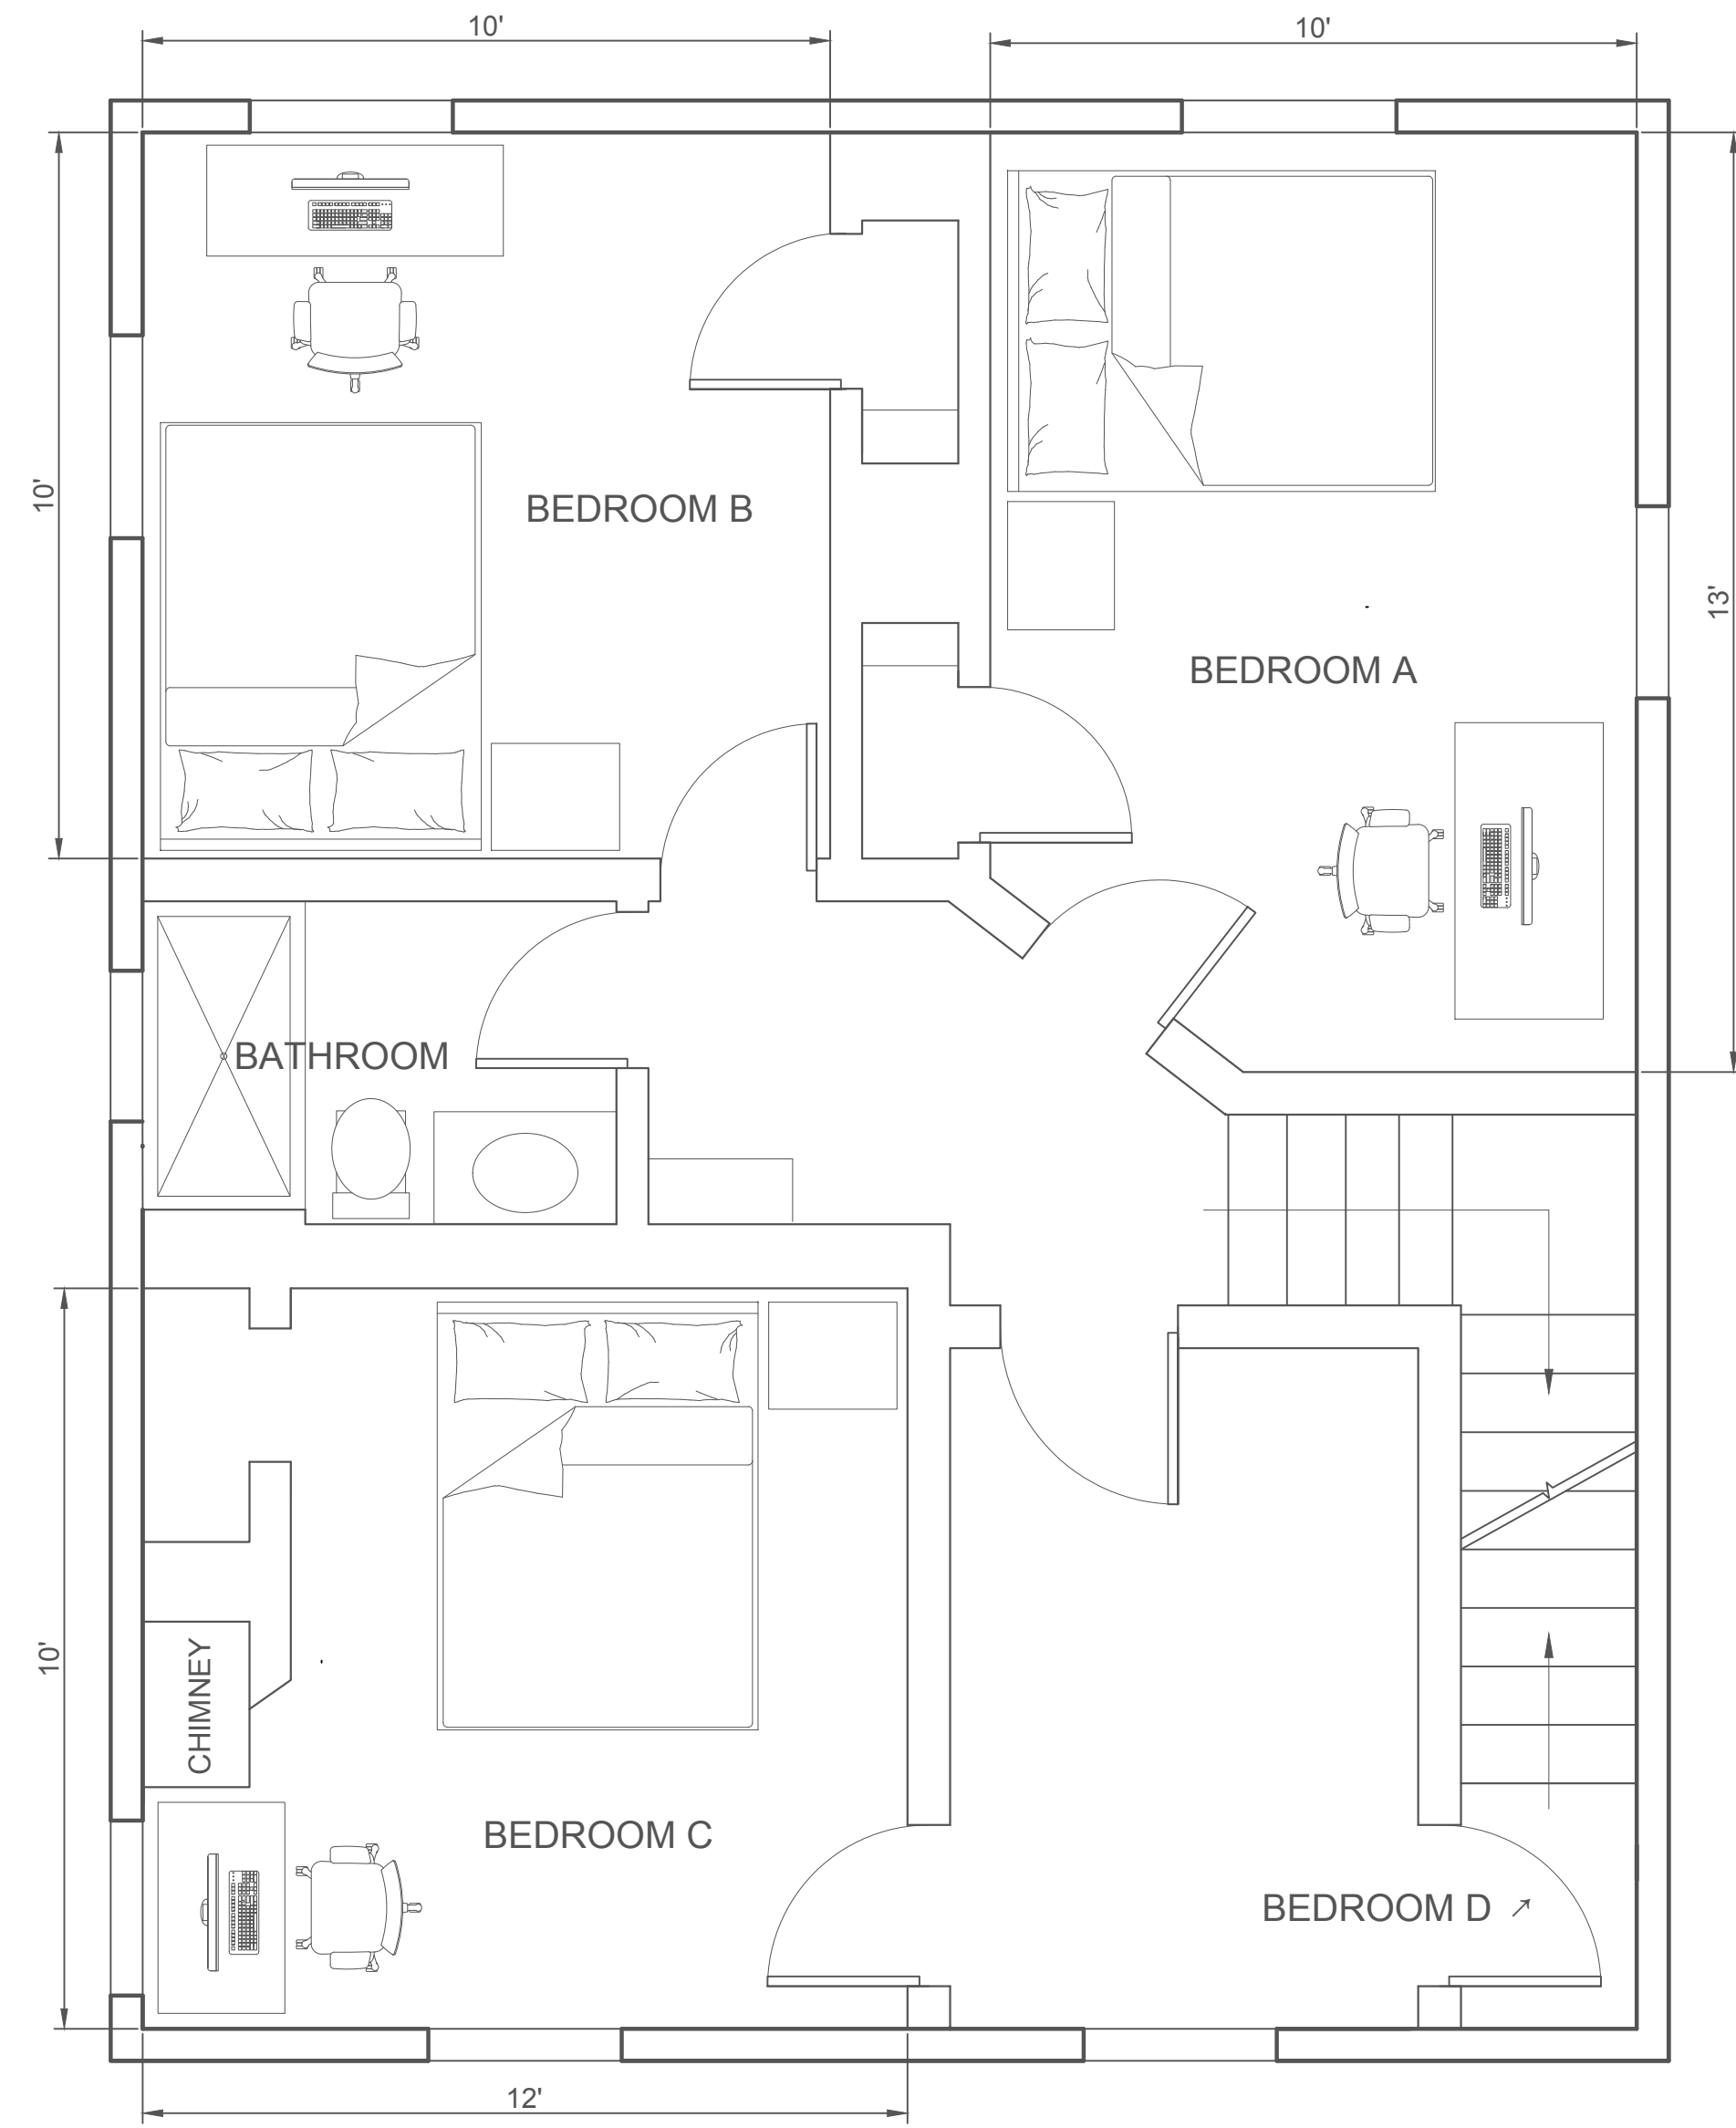 10'
10'
10'
BEDROOM B
13'
BEDROOM A
BATHROOM
10'
CHIMNEY
BEDROOM C
BEDROOM D ↗
12'